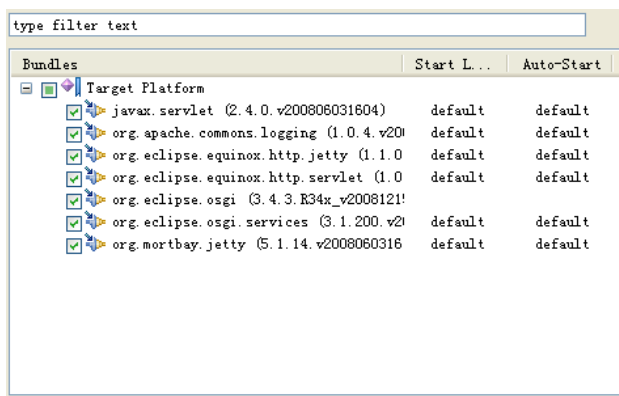 type filter text
Bundles Start L... Auto-Start
Target Platform
javax.servlet (2.4.0.v200806031604) default default
org.apache.commons.logging (1.0.4.v20 default default
org.eclipse.equinox.http.jetty (1.1.0 default default
org.eclipse.equinox.http.servlet (1.0 default default
org.eclipse.osgi (3.4.3.R34x_v2008121
org.eclipse.osgi.services (3.1.200.v2 default default
org.mortbay.jetty (5.1.14.v2008060316 default default